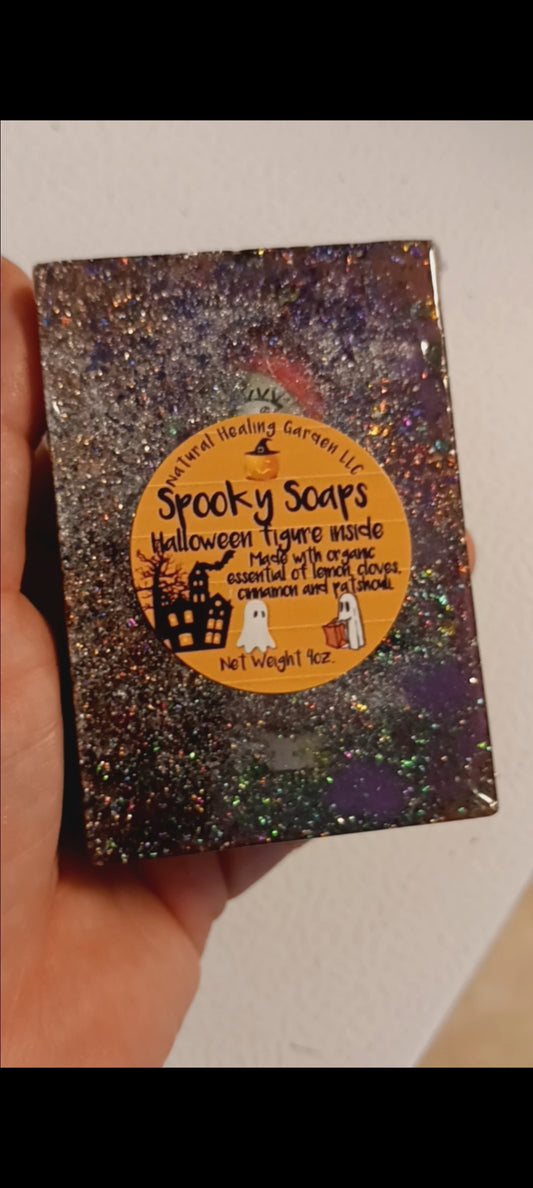 Natural Healing Garden LLC
Spooky Soaps
Halloween figure inside
Made with organic
essential of lemon, cloves,
cinnamon and patshouli.
Net Weight 4oz.